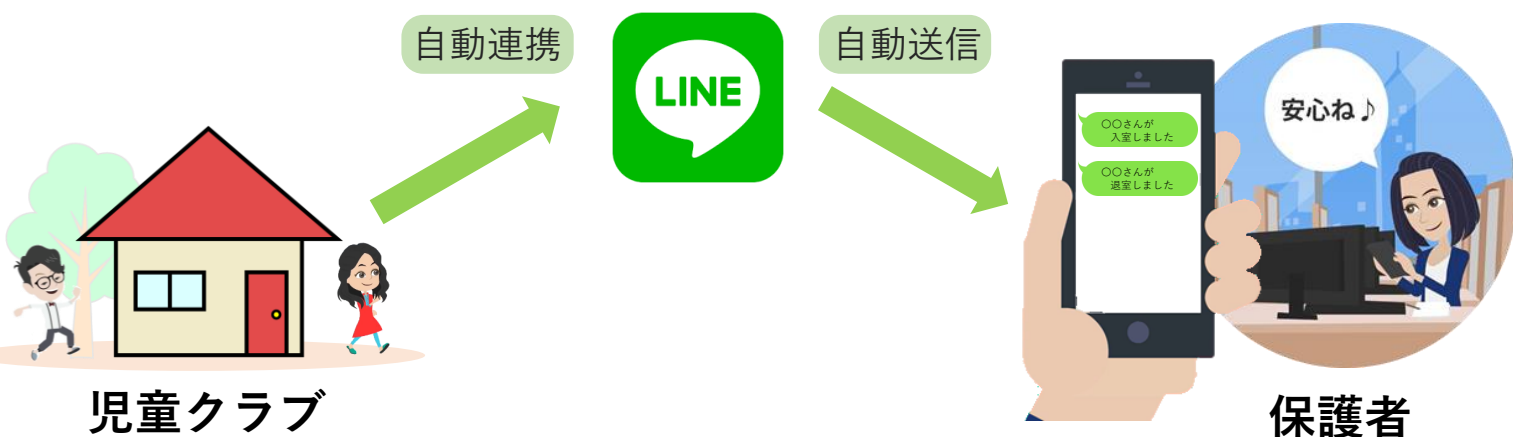 自動連携
LINE
自動送信
安心ね♪
〇〇さんが
入室しました
〇〇さんが
退室しました
児童クラブ
保護者